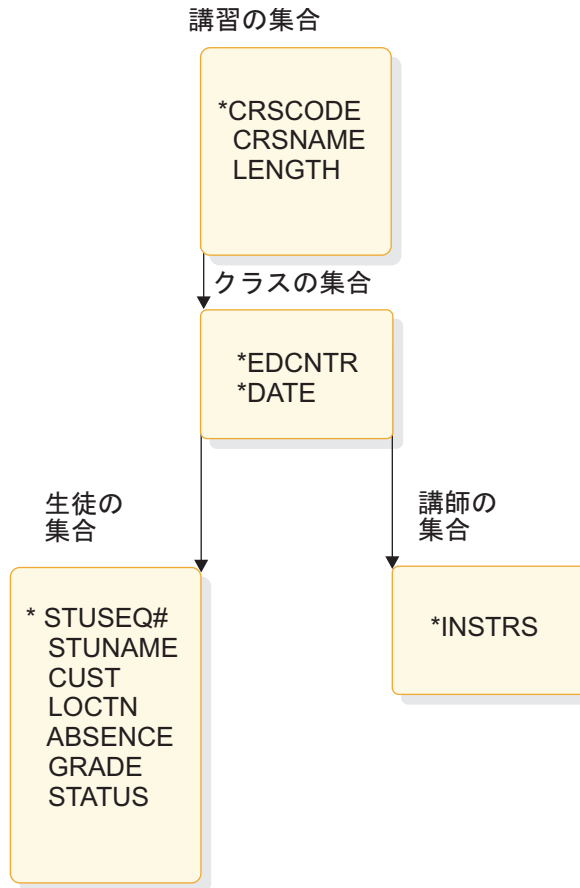 講習の集合
*CRSCODE
CRSNAME
LENGTH
クラスの集合
*EDCNTR
*DATE
生徒の
集合
* STUSEQ#
STUNAME
CUST
LOCTN
ABSENCE
GRADE
STATUS
講師の
集合
*INSTRS